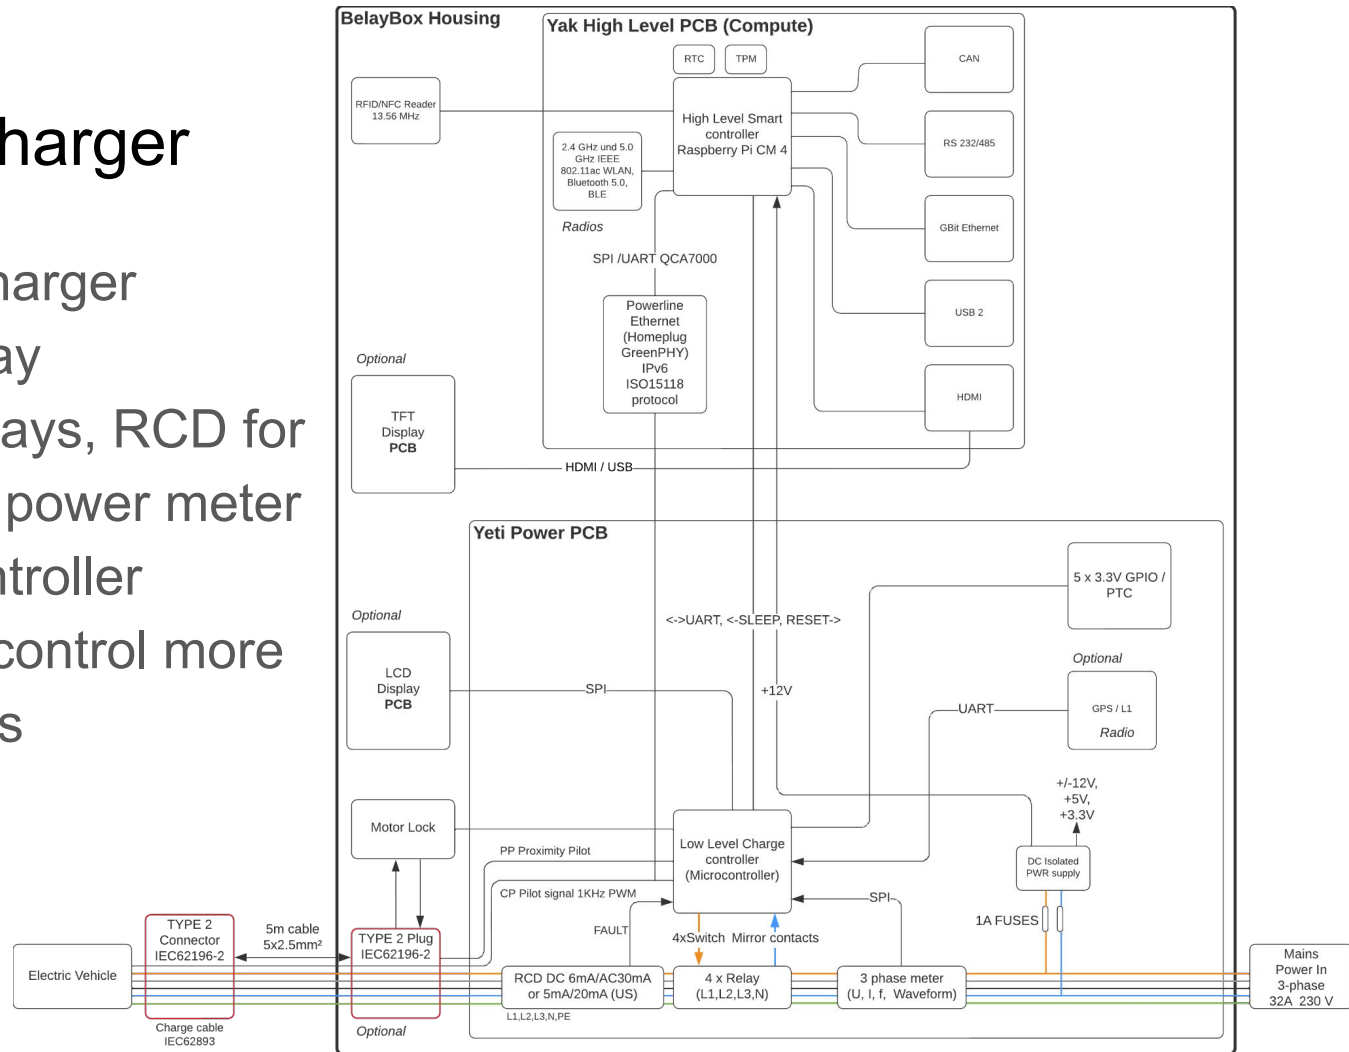 harger
harger
ay
ays, RCD for
power meter
ntroller
control more
s
BelayBox Housing
Yak High Level PCB (Compute)
RTC
TPM
CAN
RFID/NFC Reader
13.56 MHz
High Level Smart
controller
Raspberry Pi CM 4
RS 232/485
2.4 GHz und 5.0
GHz IEEE
802.11ac WLAN,
Bluetooth 5.0,
BLE
Radios
GBit Ethernet
SPI /UART QCA7000
Powerline
Ethernet
(Homeplug
GreenPHY)
IPv6
ISO15118
protocol
USB 2
Optional
TFT
Display
PCB
HDMI
HDMI / USB
Yeti Power PCB
5 x 3.3V GPIO /
PTC
Optional
<->UART, <-SLEEP, RESET->
LCD
Display
PCB
SPI
+12V
Optional
GPS / L1
Radio
UART
+/-12V,
+5V,
+3.3V
Motor Lock
PP Proximity Pilot
Low Level Charge
controller
(Microcontroller)
DC Isolated
PWR supply
CP Pilot signal 1KHz PWM
SPI
1A FUSES
FAULT
4xSwitch
Mirror contacts
TYPE 2
Connector
IEC62196-2
5m cable
5x2.5mm²
TYPE 2 Plug
IEC62196-2
Electric Vehicle
RCD DC 6mA/AC30mA
or 5mA/20mA (US)
4 x Relay
(L1,L2,L3,N)
3 phase meter
(U, I, f, Waveform)
Mains
Power In
3-phase
32A 230 V
L1,L2,L3,N,PE
Charge cable
IEC62893
Optional